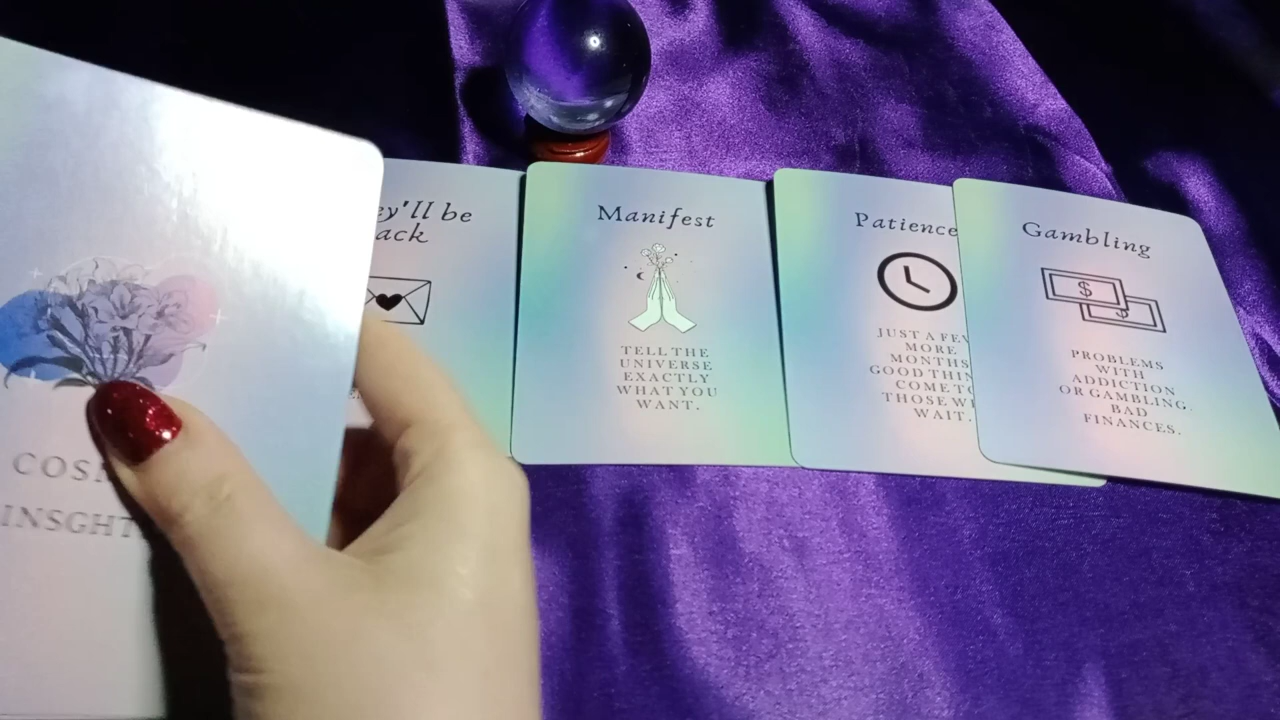 COS
INSGHT
ey'll be
ack
Manifest
TELL THE
UNIVERSE
EXACTLY
WHAT YOU
WANT.
Patience
JUST A FEW
MORE
MONTHS
GOOD THIN
COME TO
THOSE W
WAIT.
Gambling
$
$
PROBLEMS
WITH
ADDICTION
OR GAMBLING.
BAD
FINANCES.